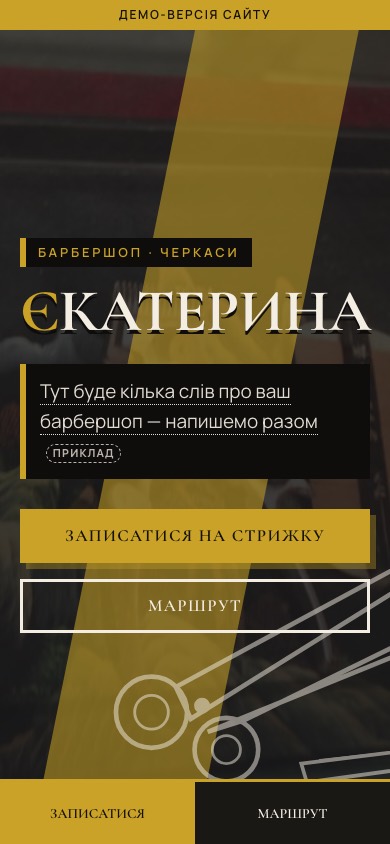 ДЕМО-ВЕРСІЯ САЙТУ
БАРБЕРШОП · ЧЕРКАСИ
ЄКАТЕРИНА
Тут буде кілька слів про ваш
барбершоп — напишемо разом
ПРИКЛАД
ЗАПИСАТИСЯ НА СТРИЖКУ
МАРШРУТ
ЗАПИСАТИСЯ
МАРШРУТ